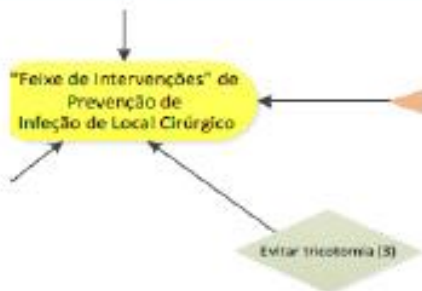 "Feixe de Intervenções" de
Prevenção de
Infeção de Local Cirúrgico
Evitar tricotomia (3)